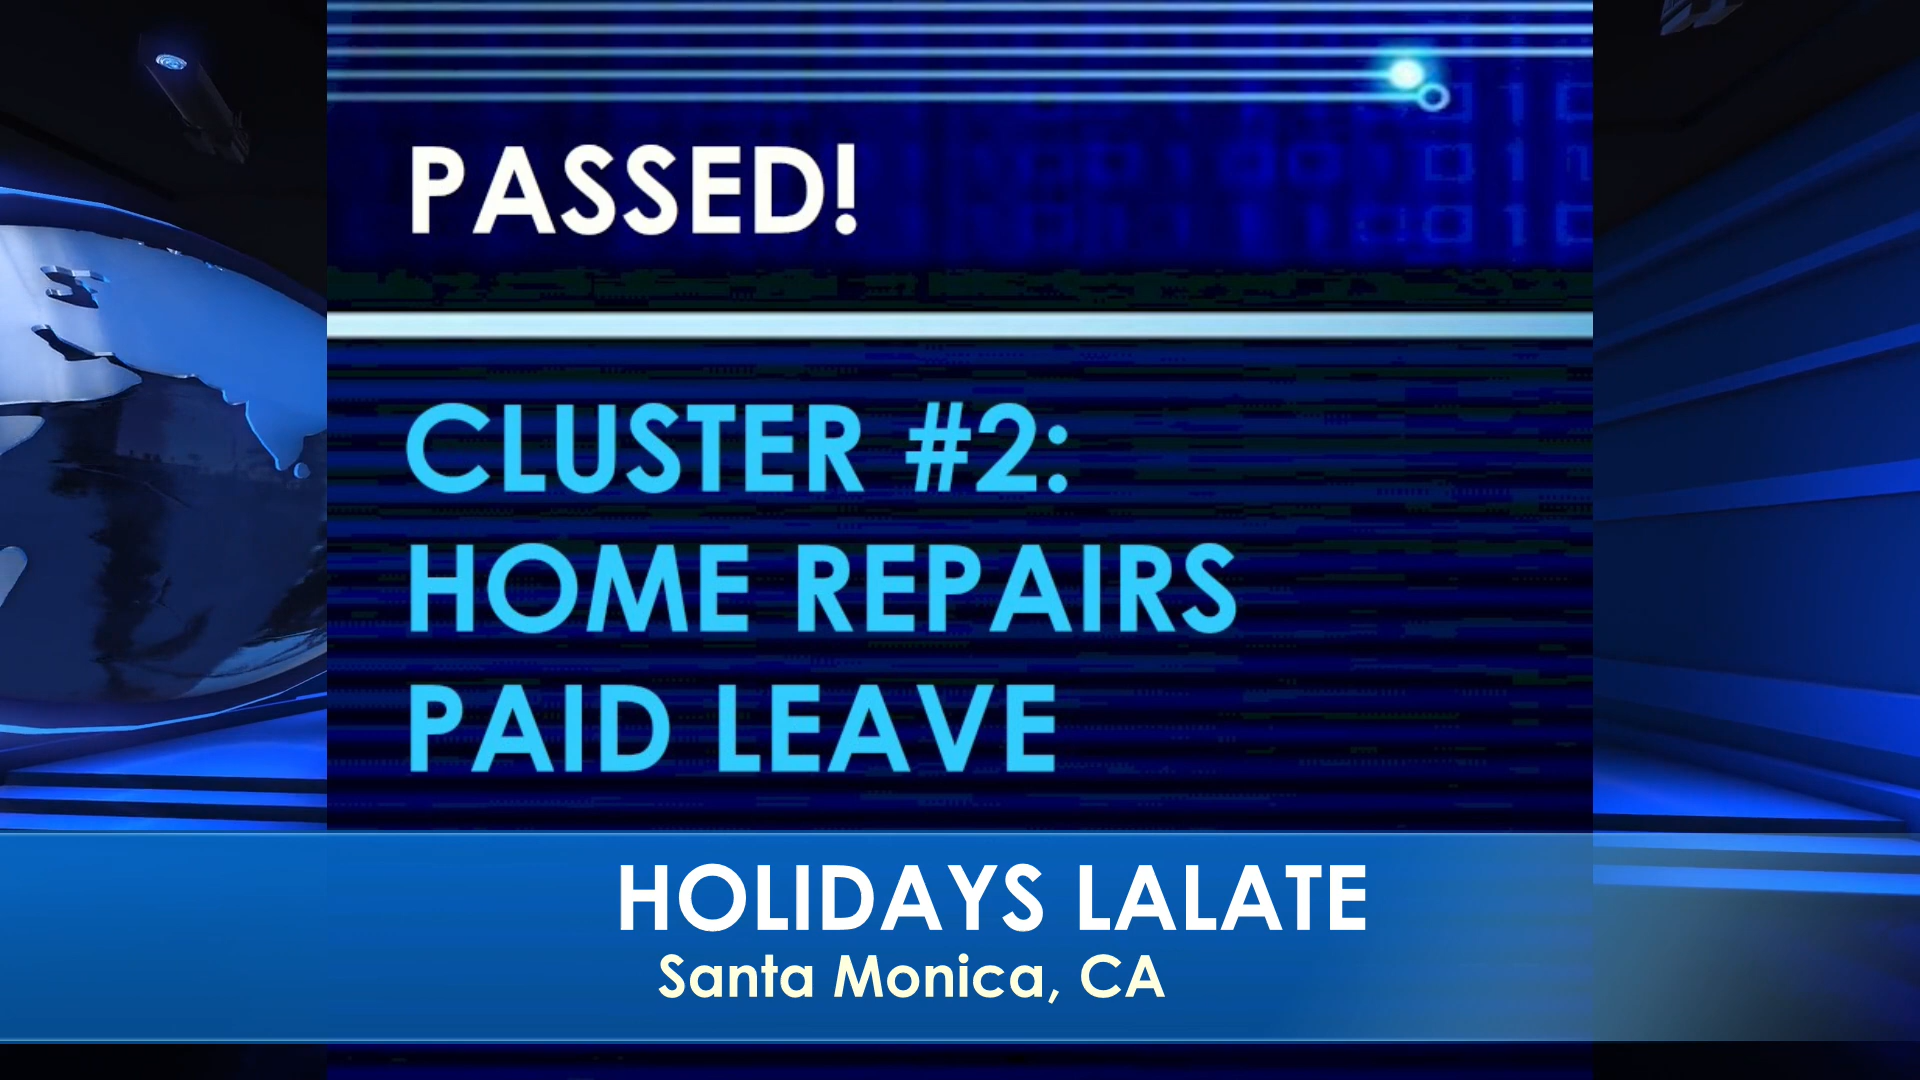 PASSED!
CLUSTER #2:
HOME REPAIRS
PAID LEAVE
HOLIDAYS LALATE
Santa Monica, CA